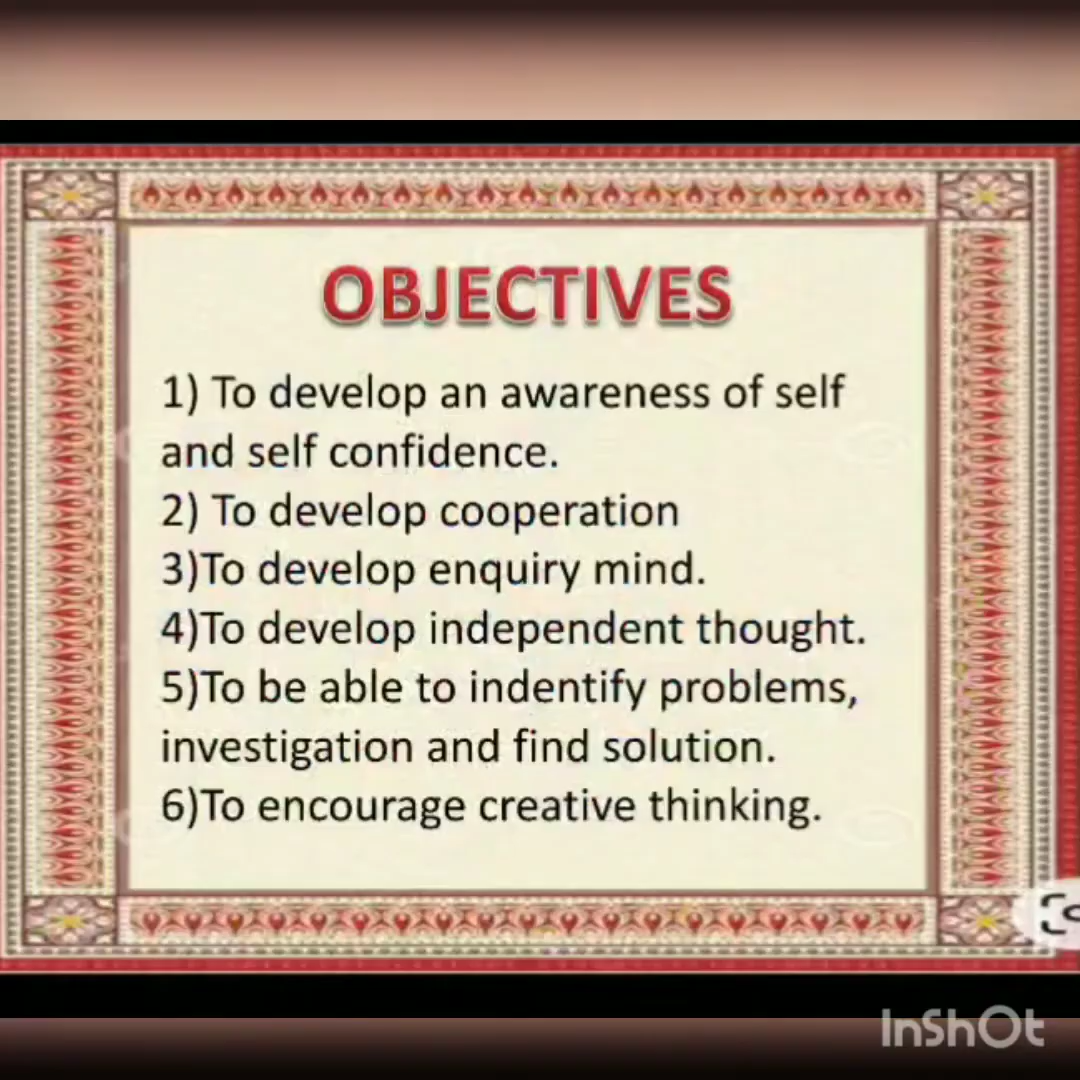 OBJECTIVES
1) To develop an awareness of self
and self confidence.
2) To develop cooperation
3)To develop enquiry mind.
4)To develop independent thought.
5)To be able to indentify problems,
investigation and find solution.
6)To encourage creative thinking.
InShOt